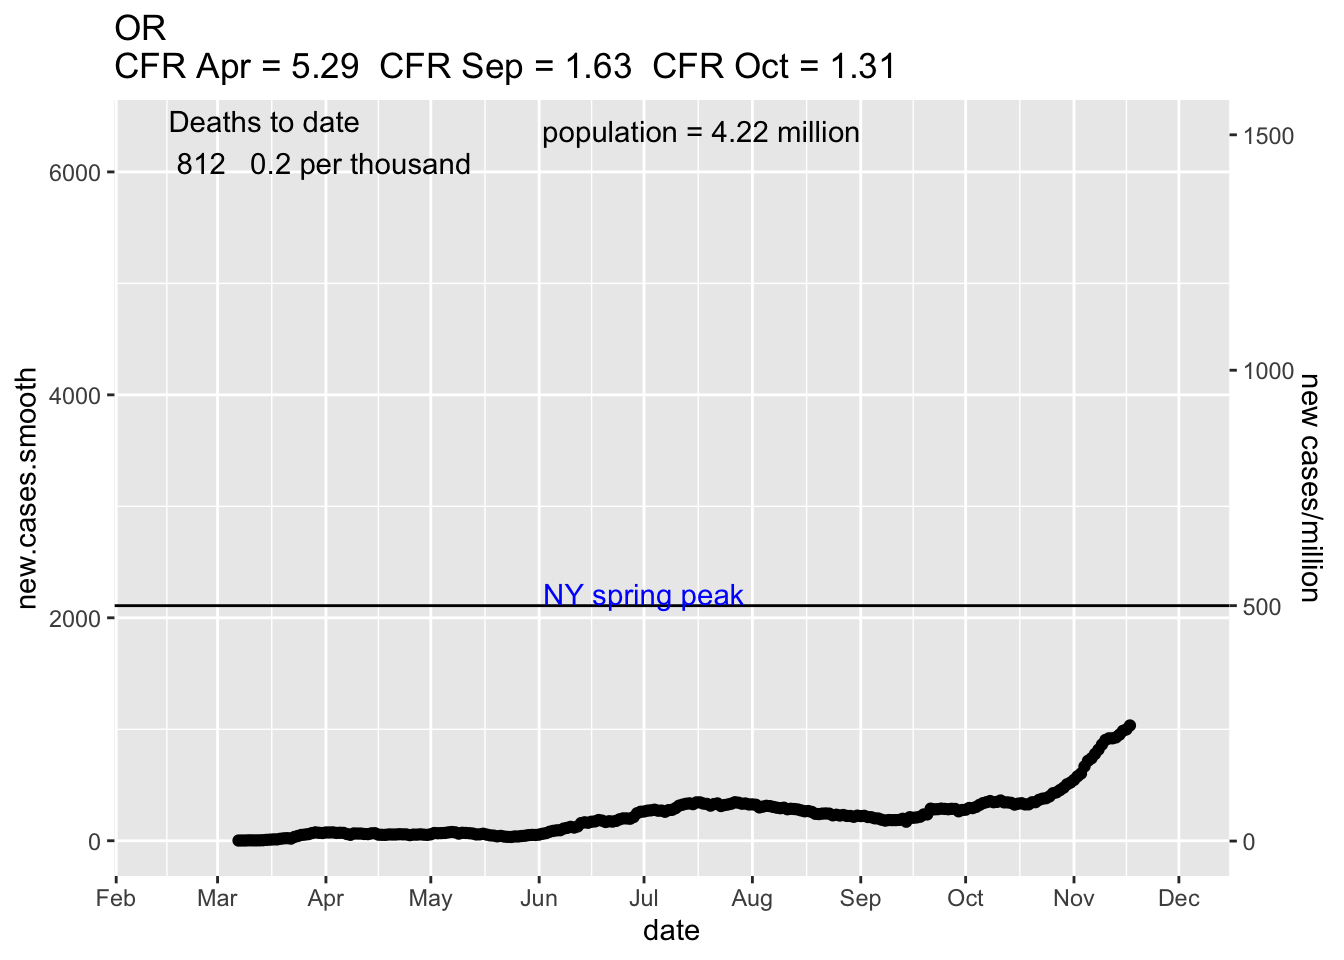 OR
CFR Apr = 5.29  CFR Sep = 1.63  CFR Oct = 1.31
Deaths to date
812   0.2 per thousand
population = 4.22 million
NY spring peak
new.cases.smooth
6000
4000
2000
0
1500
1000
500
0
new cases/million
Feb Mar Apr May Jun Jul Aug Sep Oct Nov Dec
date